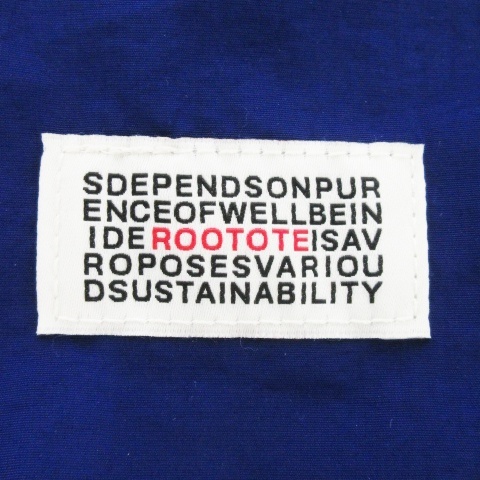 SDEPENDSONPUR
ENCEOFWELLBEIN
IDEROOTOTEISAV
ROPOSESVARIOU
DSUSTAINABILITY